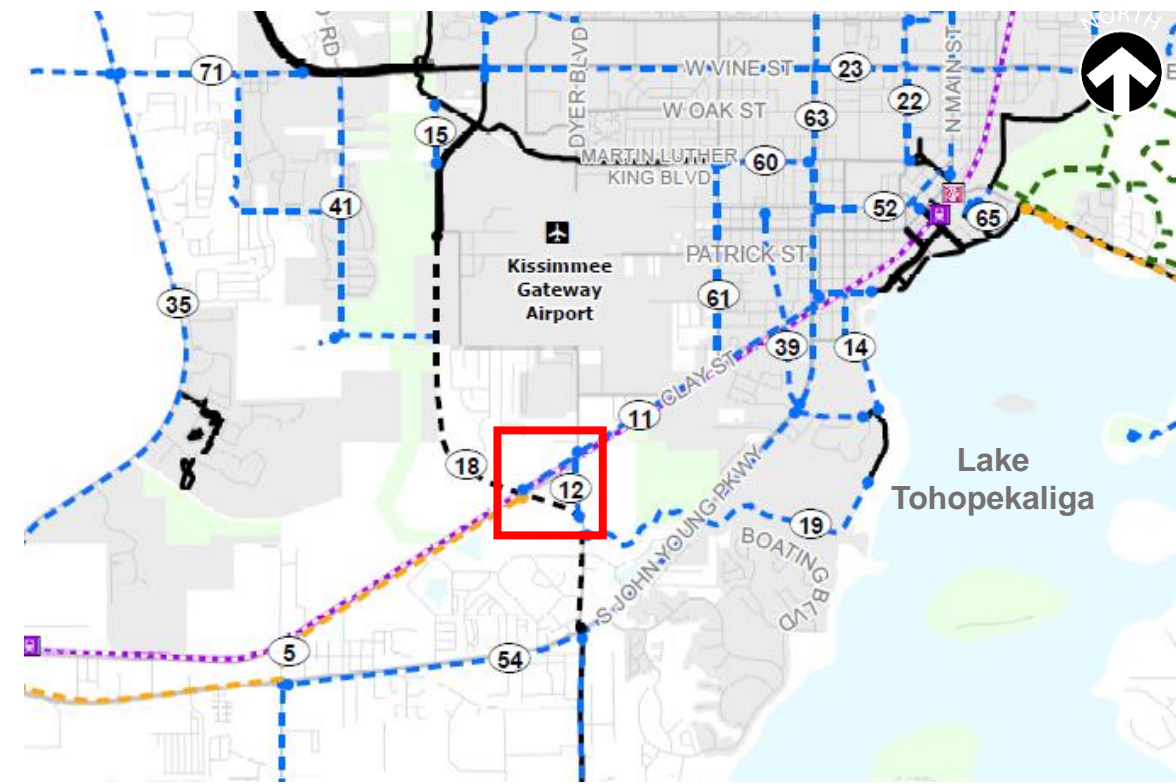 NORTH
O RD
DYER BLVD
N MAIN ST
71
W VINE ST
23
E
22
W OAK ST
63
15
MARTIN LUTHER
KING BLVD
60
41
52
65
Kissimmee
Gateway
Airport
PATRICK ST
35
61
39
14
CLAY ST
11
18
12
Lake
Tohopekaliga
19
S JOHN YOUNG PKWY
BOATING
BLVD
5
54